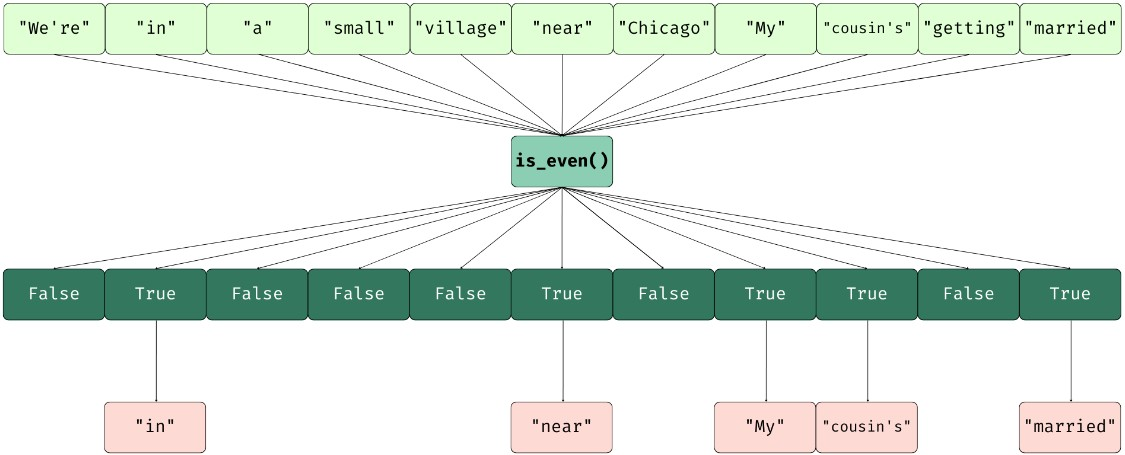 "We're" "in" "a" "small" "village" "near" "Chicago" "My" "cousin's" "getting" "married"
is_even()
False True False False False True False True True False True
"in" "near" "My" "cousin's" "married"